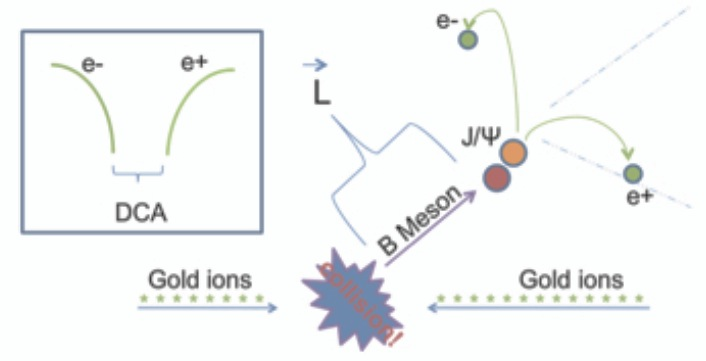 e-
e+
DCA
L
e-
J/Ψ
e+
B Meson
Gold ions
Collision!
Gold ions